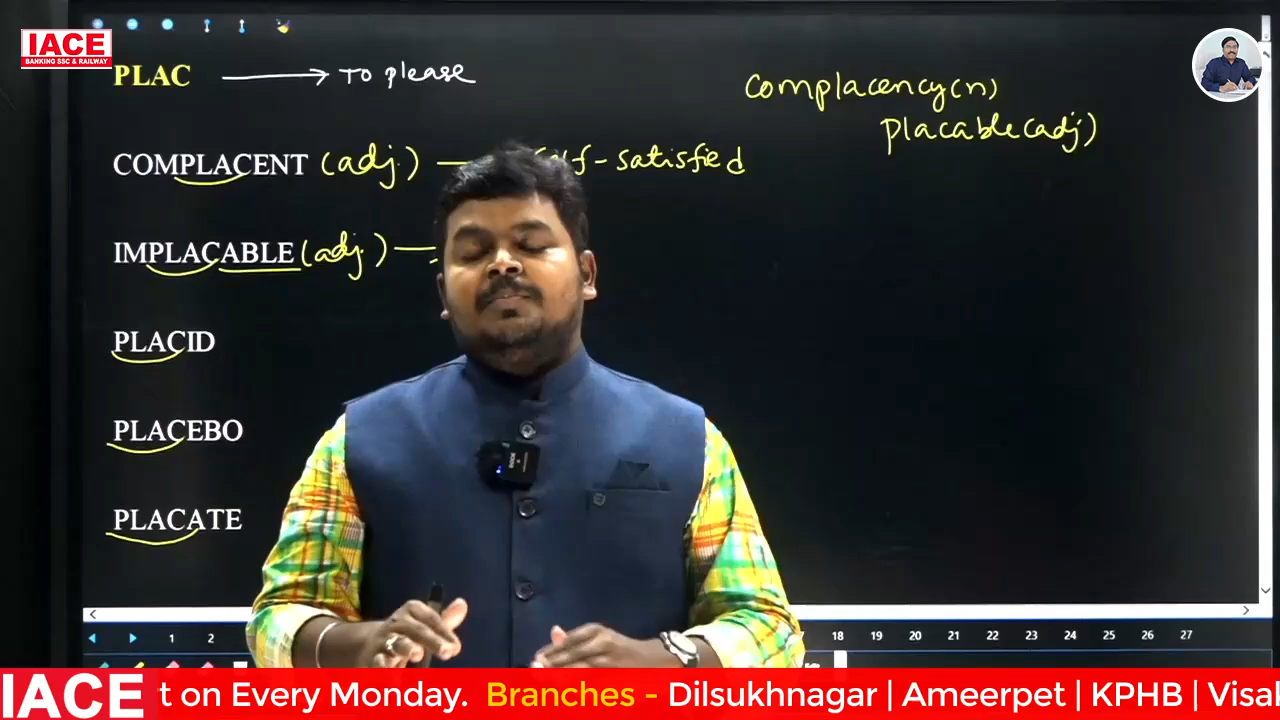 IACE
BANKING SSC & RAILWAY
PLAC → To please
complacency(n)
placable(adj)
COMPLACENT (adj.) — self-satisfied
IMPLACABLE (adj.) —
PLACID
PLACEBO
PLACATE
1 2 18 19 20 21 22 23 24 25 26 27
IACE t on Every Monday. Branches - Dilsukhnagar | Ameerpet | KPHB | Visal